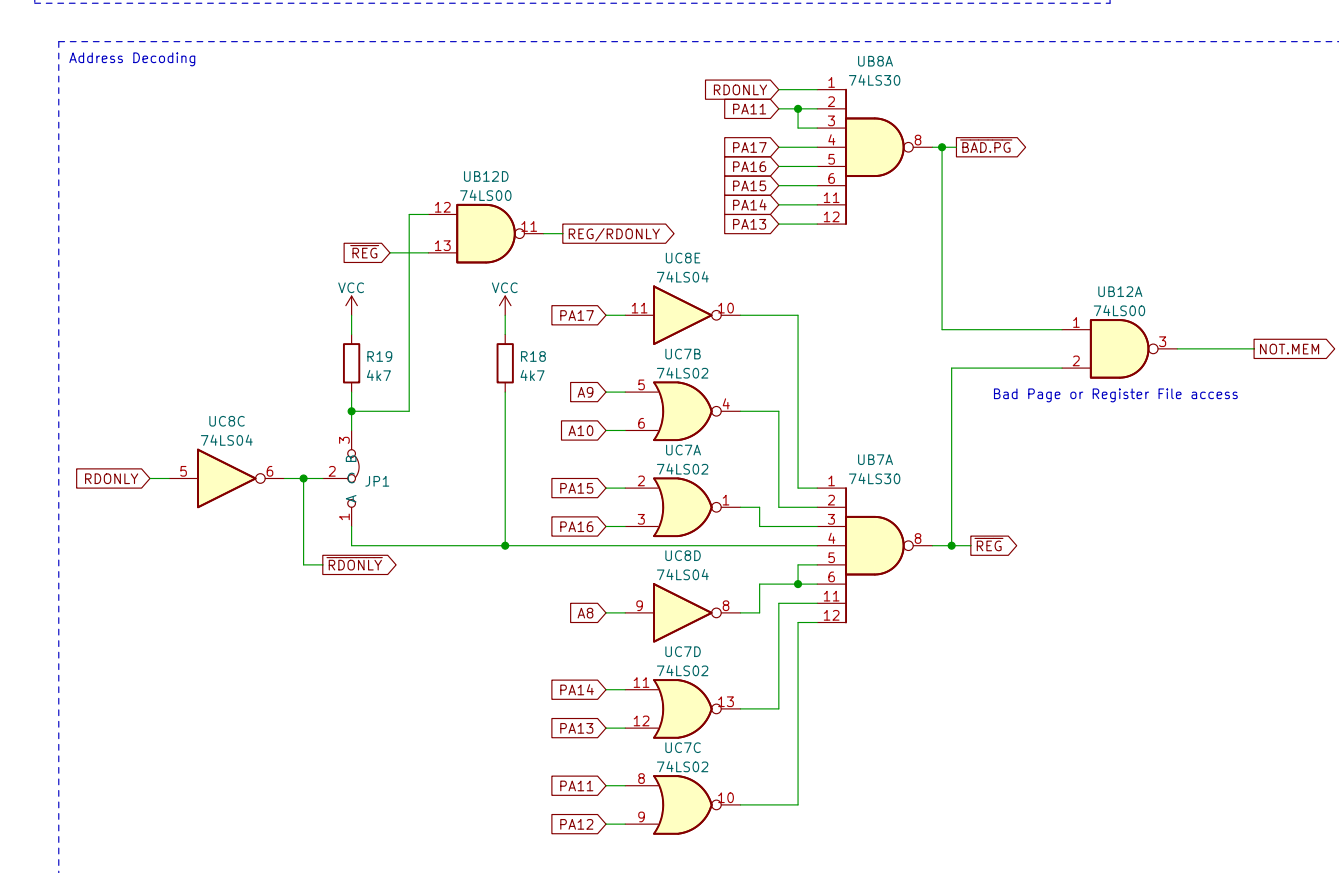 Address Decoding
UB8A
74LS30
RDONLY
1
PA11
2
3
PA17
4
PA16
5
PA15
6
PA14
11
PA13
12
8
BAD.PG
UB12D
74LS00
12
REG
13
11
REG/RDONLY
VCC
R19
4k7
VCC
R18
4k7
UC8E
74LS04
PA17
11
10
UC7B
74LS02
A9
5
A10
6
4
UC8C
74LS04
RDONLY
5
6
2
3
B
C
A
1
JP1
RDONLY
UC7A
74LS02
PA15
2
PA16
3
1
UC8D
74LS04
A8
9
8
UC7D
74LS02
PA14
11
PA13
12
13
UC7C
74LS02
PA11
8
PA12
9
10
UB7A
74LS30
1
2
3
4
5
6
11
12
8
REG
UB12A
74LS00
1
2
3
NOT.MEM
Bad Page or Register File access